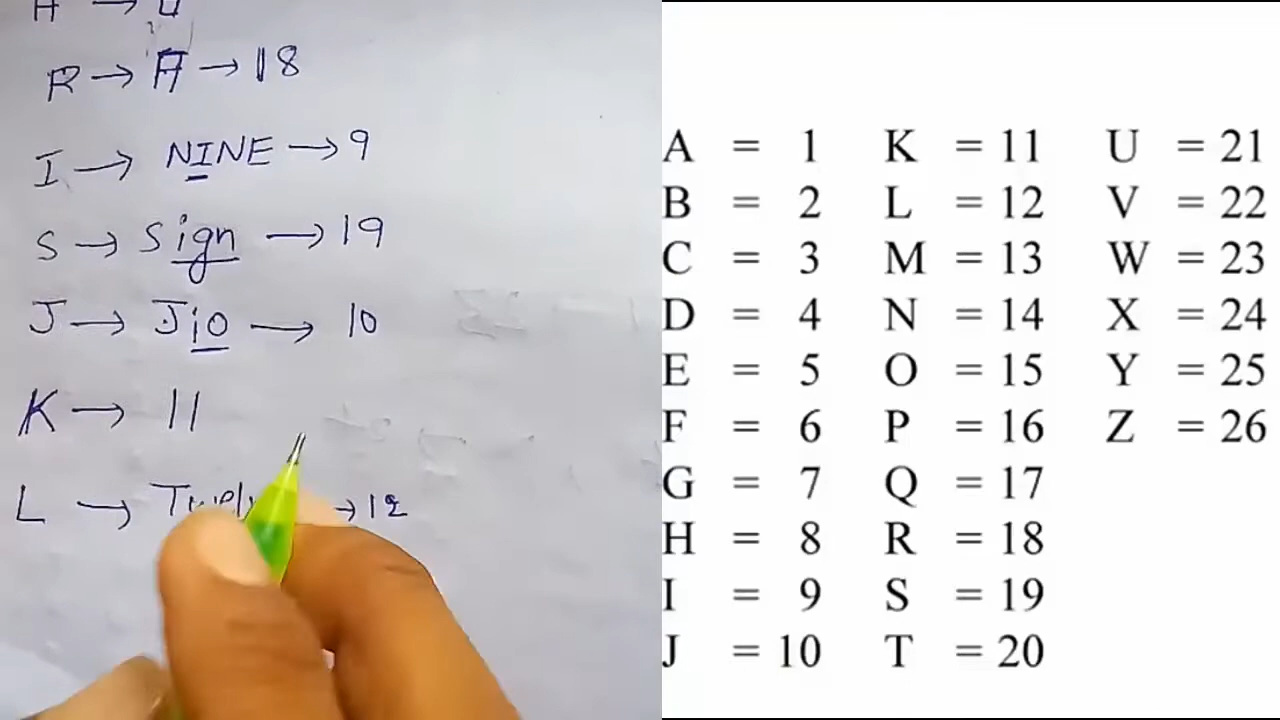 R → A → 18
I → NINE → 9
S → Sign → 19
J → Jio → 10
K → 11
L → → 12
A = 1 K = 11 U = 21
B = 2 L = 12 V = 22
C = 3 M = 13 W = 23
D = 4 N = 14 X = 24
E = 5 O = 15 Y = 25
F = 6 P = 16 Z = 26
G = 7 Q = 17
H = 8 R = 18
I = 9 S = 19
J = 10 T = 20